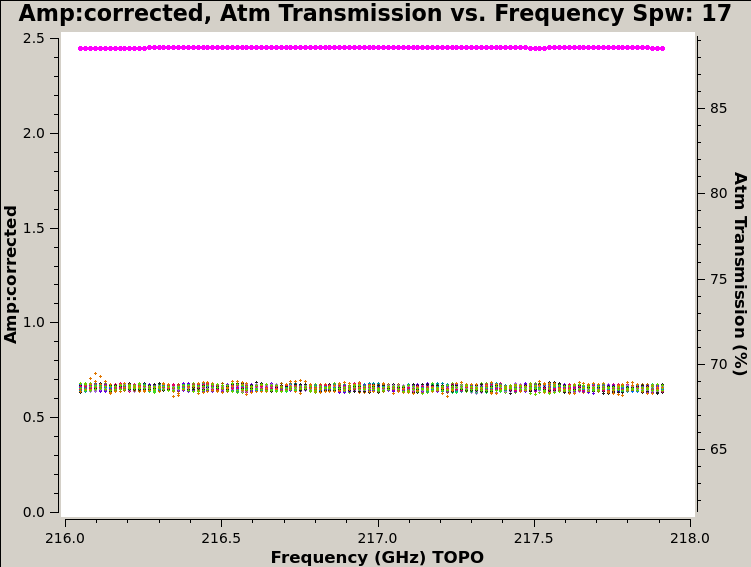 Amp:corrected, Atm Transmission vs. Frequency Spw: 17
2.5
2.0
1.5
1.0
0.5
0.0
Amp:corrected
85
80
75
70
65
Atm Transmission (%)
216.0 216.5 217.0 217.5 218.0
Frequency (GHz) TOPO